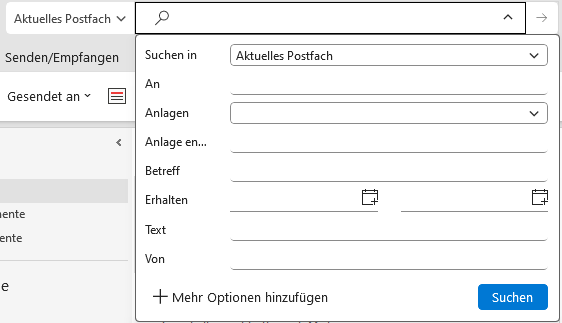 Aktuelles Postfach
Senden/Empfangen
Gesendet an
Suchen in Aktuelles Postfach
An
Anlagen
Anlage en...
Betreff
Erhalten
Text
Von
Mehr Optionen hinzufügen
Suchen
mente
ente
e